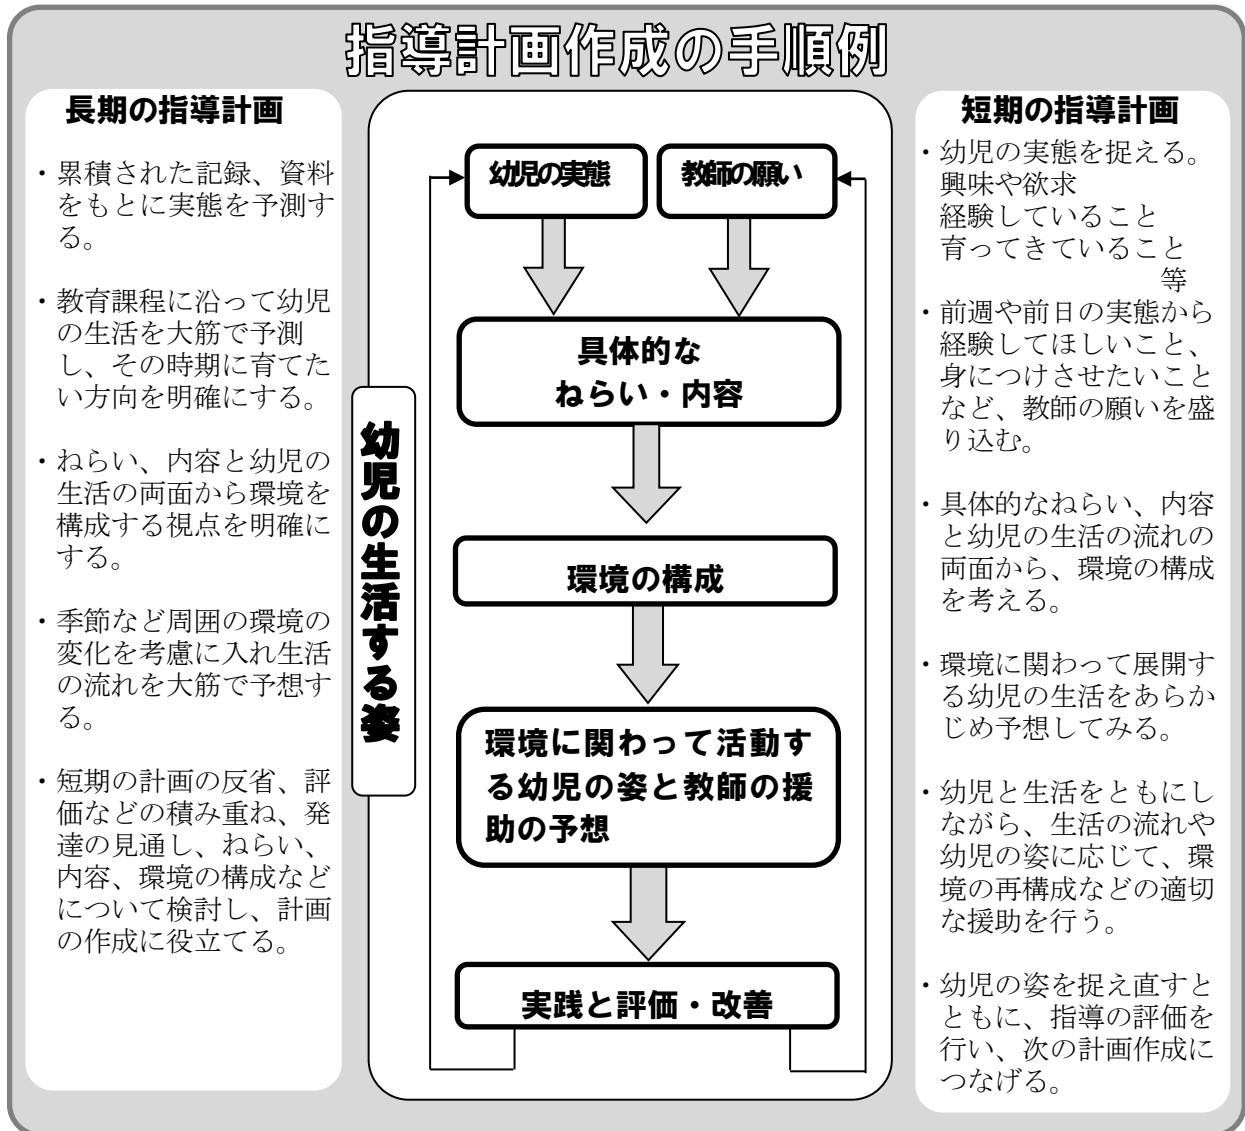 指導計画作成の手順例
長期の指導計画
・累積された記録、資料
をもとに実態を予測す
る。
・教育課程に沿って幼児
の生活を大筋で予測
し、その時期に育てた
い方向を明確にする。
・ねらい、内容と幼児の
生活の両面から環境を
構成する視点を明確に
する。
・季節など周囲の環境の
変化を考慮に入れ生活
の流れを大筋で予想す
る。
・短期の計画の反省、評
価などの積み重ね、発
達の見通し、ねらい、
内容、環境の構成など
について検討し、計画
の作成に役立てる。
幼児の生活する姿
幼児の実態
教師の願い
具体的な
ねらい・内容
環境の構成
環境に関わって活動す
る幼児の姿と教師の援
助の予想
実践と評価・改善
短期の指導計画
・幼児の実態を捉える。
興味や欲求
経験していること
育ってきていること
等
・前週や前日の実態から
経験してほしいこと、
身につけさせたいこと
など、教師の願いを盛
り込む。
・具体的なねらい、内容
と幼児の生活の流れの
両面から、環境の構成
を考える。
・環境に関わって展開す
る幼児の生活をあらか
じめ予想してみる。
・幼児と生活をともにし
ながら、生活の流れや
幼児の姿に応じて、環
境の再構成などの適切
な援助を行う。
・幼児の姿を捉え直すと
ともに、指導の評価を
行い、次の計画作成に
つなげる。